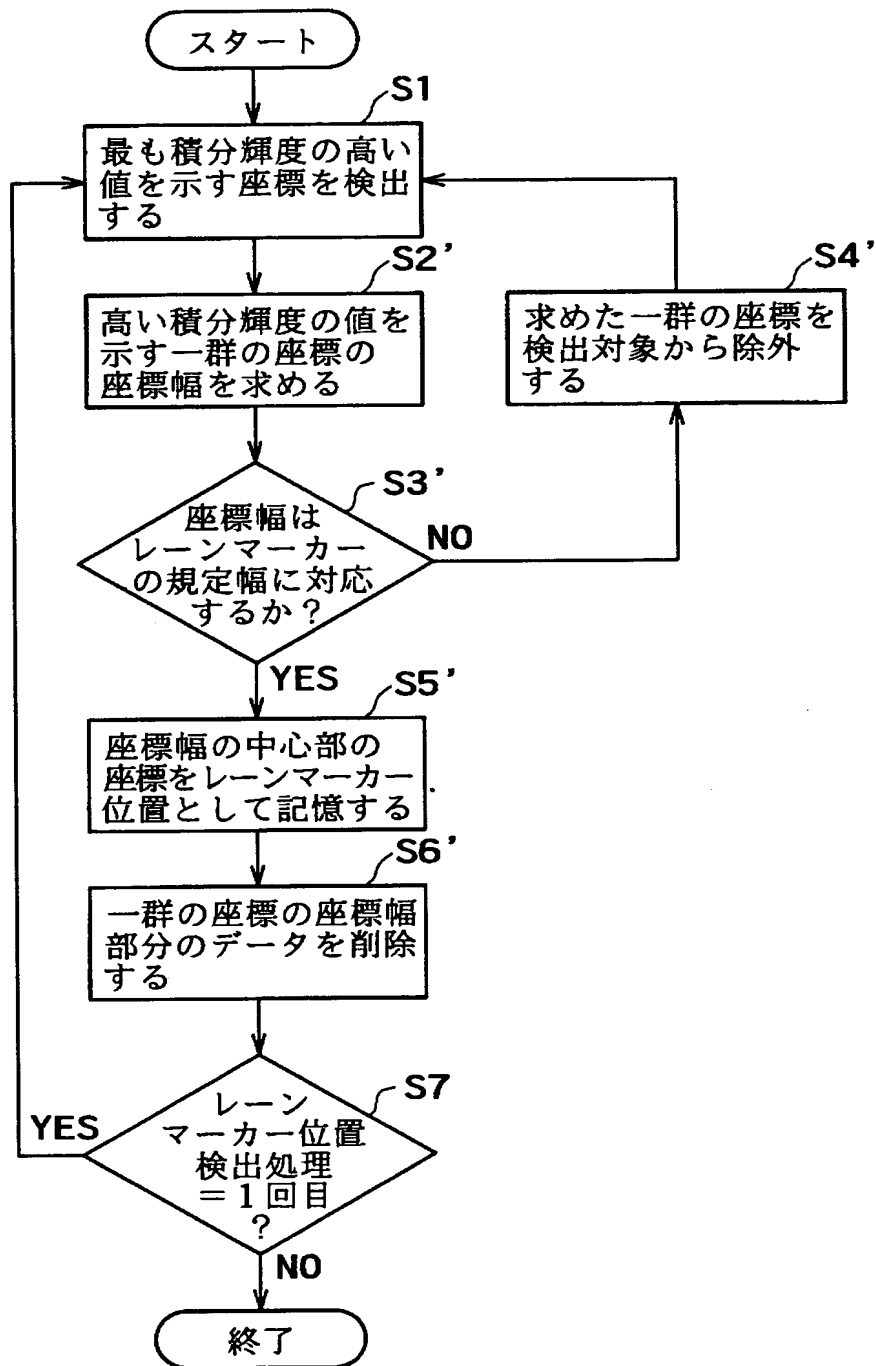 スタート
S1
最も積分輝度の高い
値を示す座標を検出
する
S2’
高い積分輝度の値を
示す一群の座標の
座標幅を求める
S4’
求めた一群の座標を
検出対象から除外
する
S3’
座標幅は
レーンマーカー
の規定幅に対応
するか？
NO
YES
S5’
座標幅の中心部の
座標をレーンマーカー
位置として記憶する
S6’
一群の座標の座標幅
部分のデータを削除
する
S7
レーン
マーカー位置
検出処理
＝1回目
？
YES
NO
終了